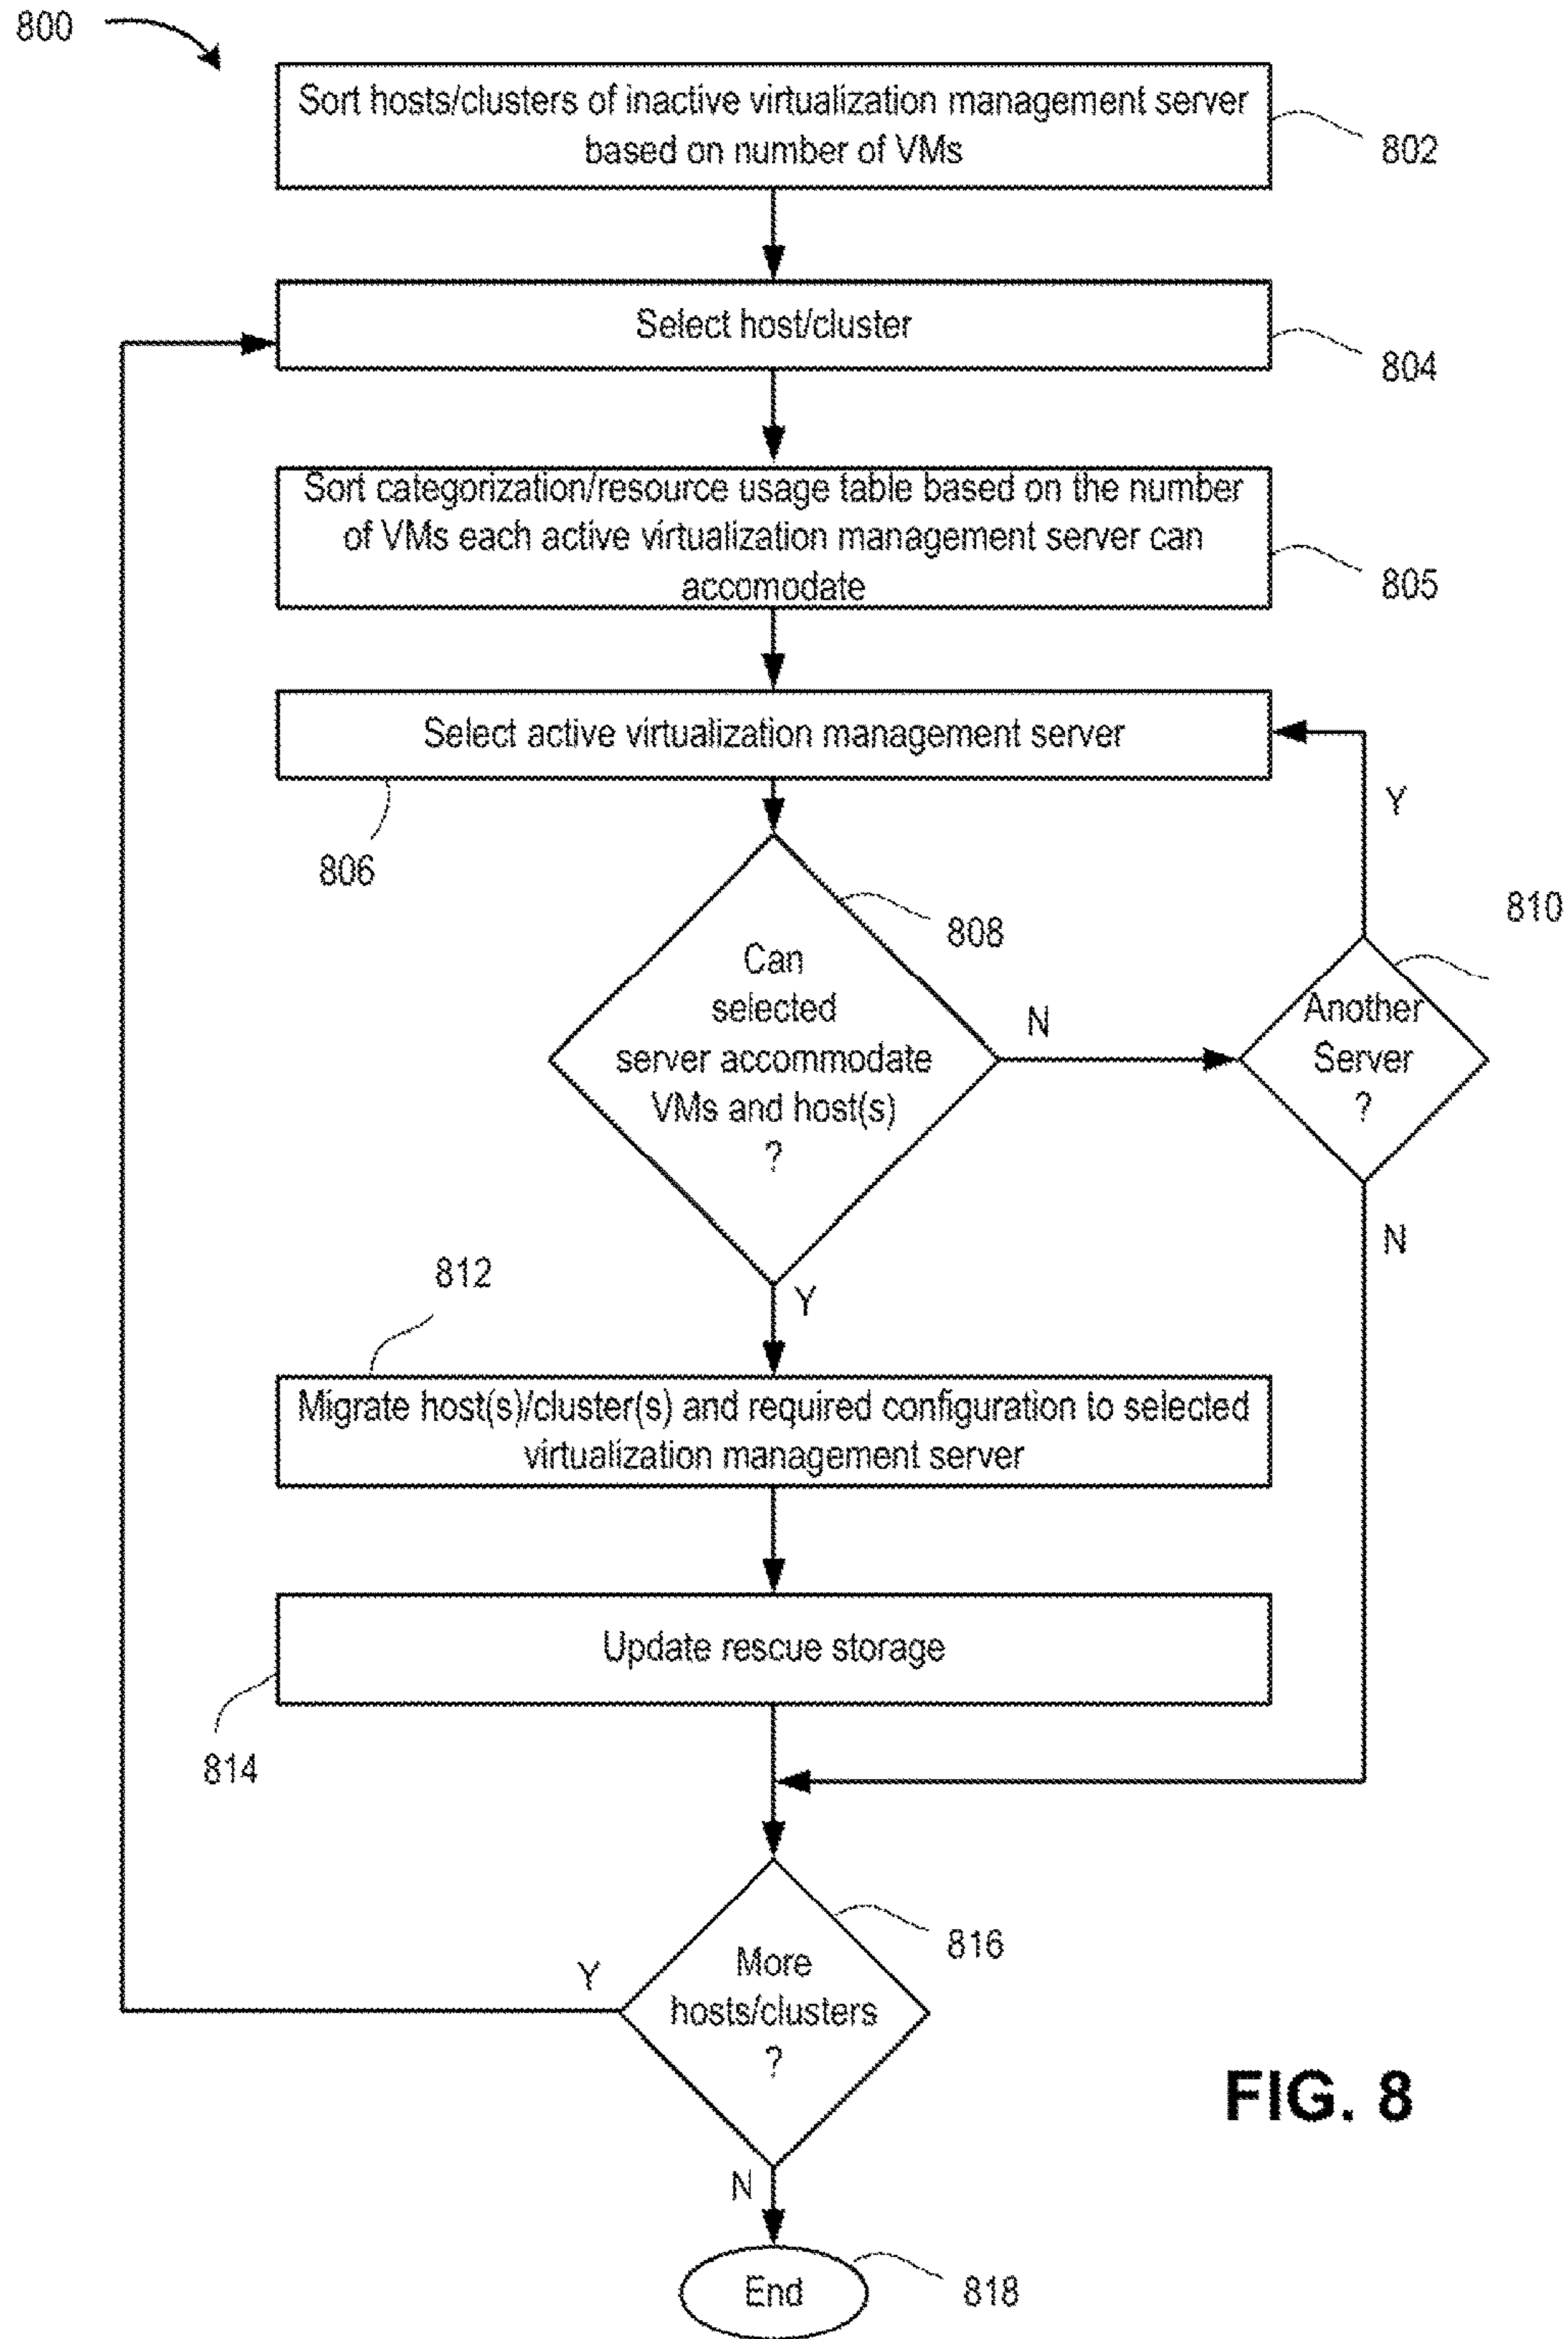 800
Sort hosts/clusters of inactive virtualization management server
based on number of VMs
802
Select host/cluster
804
Sort categorization/resource usage table based on the number
of VMs each active virtualization management server can
accomodate
805
Select active virtualization management server
806
Y
810
808
Can
selected
server accommodate
VMs and host(s)
?
N
Another
Server
?
N
Y
812
Migrate host(s)/cluster(s) and required configuration to selected
virtualization management server
Update rescue storage
814
816
More
hosts/clusters
?
Y
N
End
818
FIG. 8